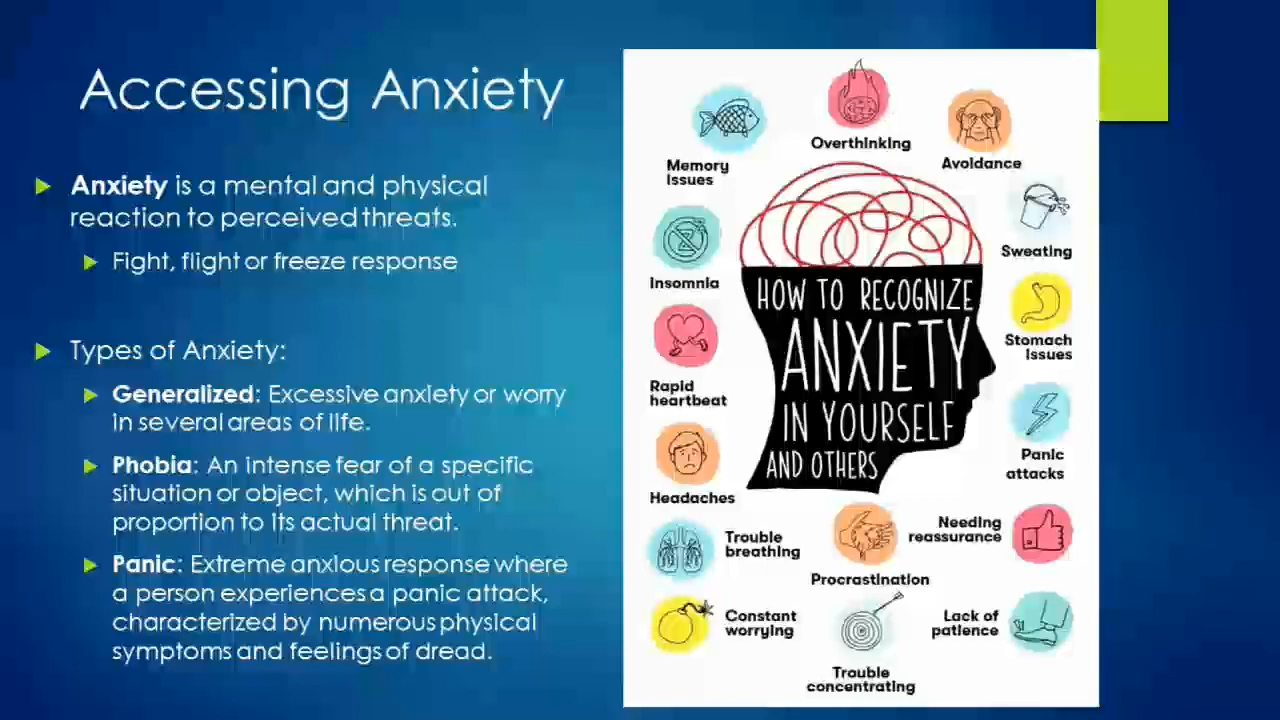 Accessing Anxiety
Anxiety is a mental and physical
reaction to perceived threats.
Fight, flight or freeze response
Types of Anxiety:
Generalized: Excessive anxiety or worry
in several areas of life.
Phobia: An intense fear of a specific
situation or object, which is out of
proportion to its actual threat.
Panic: Extreme anxious response where
a person experiences a panic attack,
characterized by numerous physical
symptoms and feelings of dread.
Overthinking
Memory
Issues
Avoidance
Sweating
Insomnia
Stomach
Issues
Rapid
heartbeat
Panic
attacks
Headaches
HOW TO RECOGNIZE
ANXIETY
IN YOURSELF
AND OTHERS
Trouble
breathing
Needing
reassurance
Procrastination
Constant
worrying
Lack of
patience
Trouble
concentrating